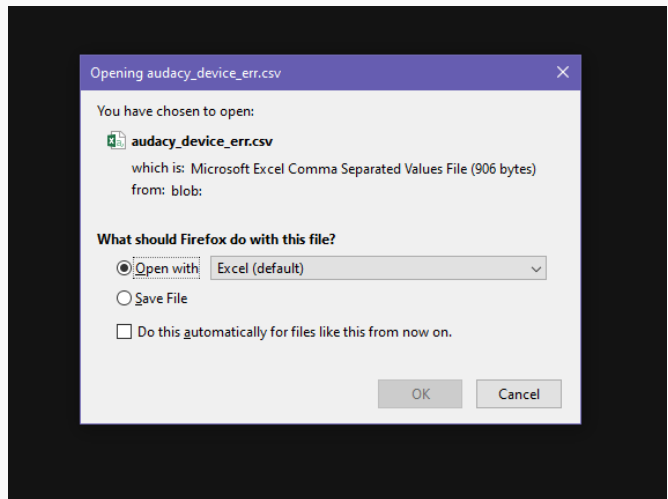 Opening audacy_device_err.csv
You have chosen to open:
audacy_device_err.csv
which is: Microsoft Excel Comma Separated Values File (906 bytes)
from: blob:
What should Firefox do with this file?
Open with Excel (default)
Save File
Do this automatically for files like this from now on.
OK Cancel